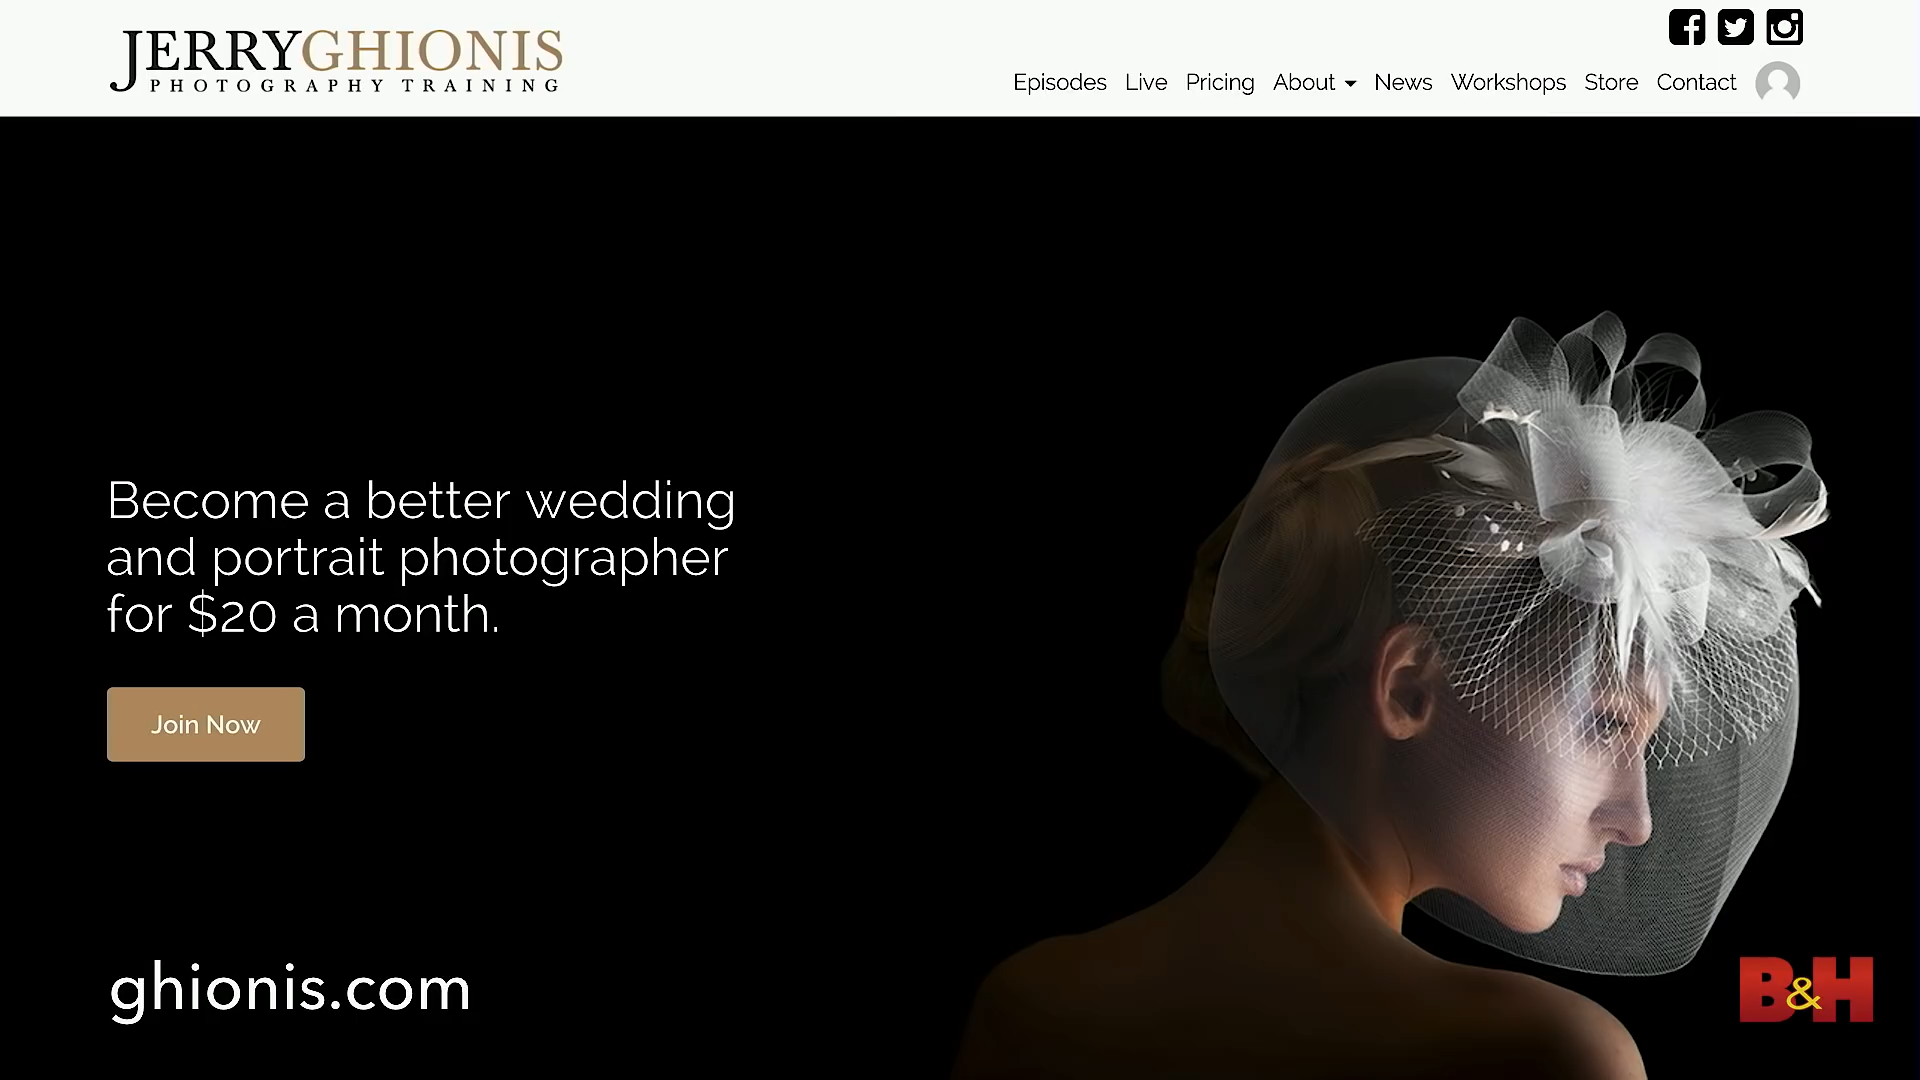 JERRYGHIONIS
PHOTOGRAPHY TRAINING
Episodes Live Pricing About News Workshops Store Contact
Become a better wedding
and portrait photographer
for $20 a month.
Join Now
ghionis.com
B&H